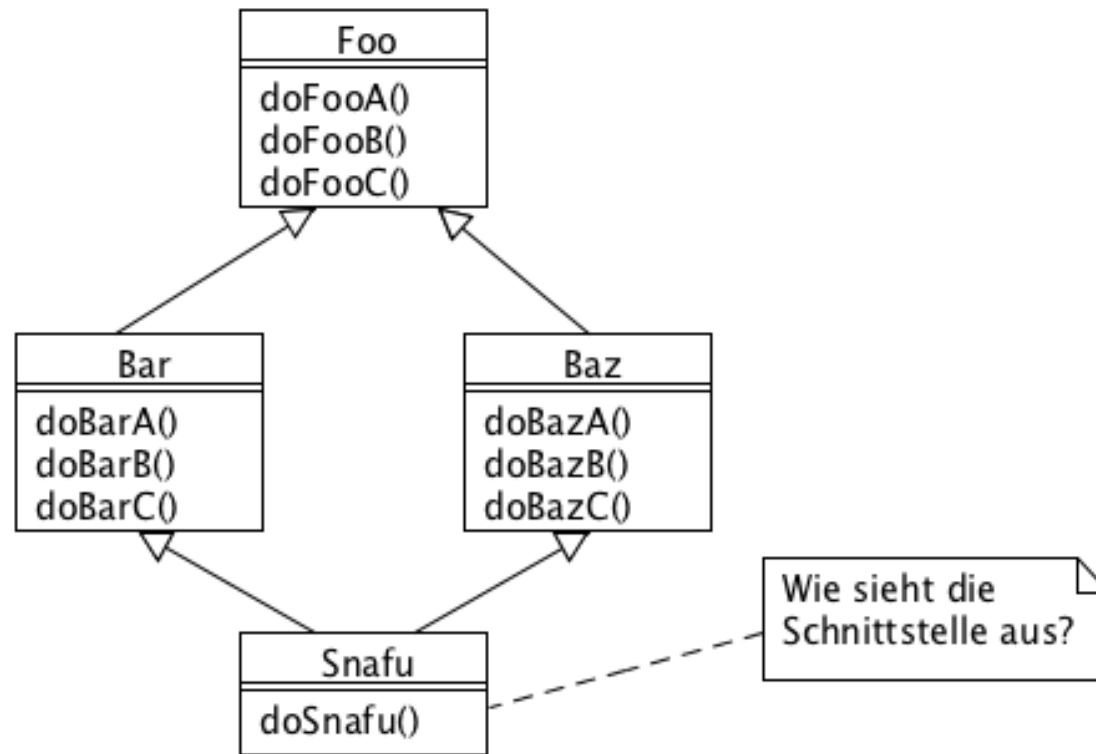 Foo
doFooA()
doFooB()
doFooC()
Bar
doBarA()
doBarB()
doBarC()
Baz
doBazA()
doBazB()
doBazC()
Snafu
doSnafu()
Wie sieht die
Schnittstelle aus?